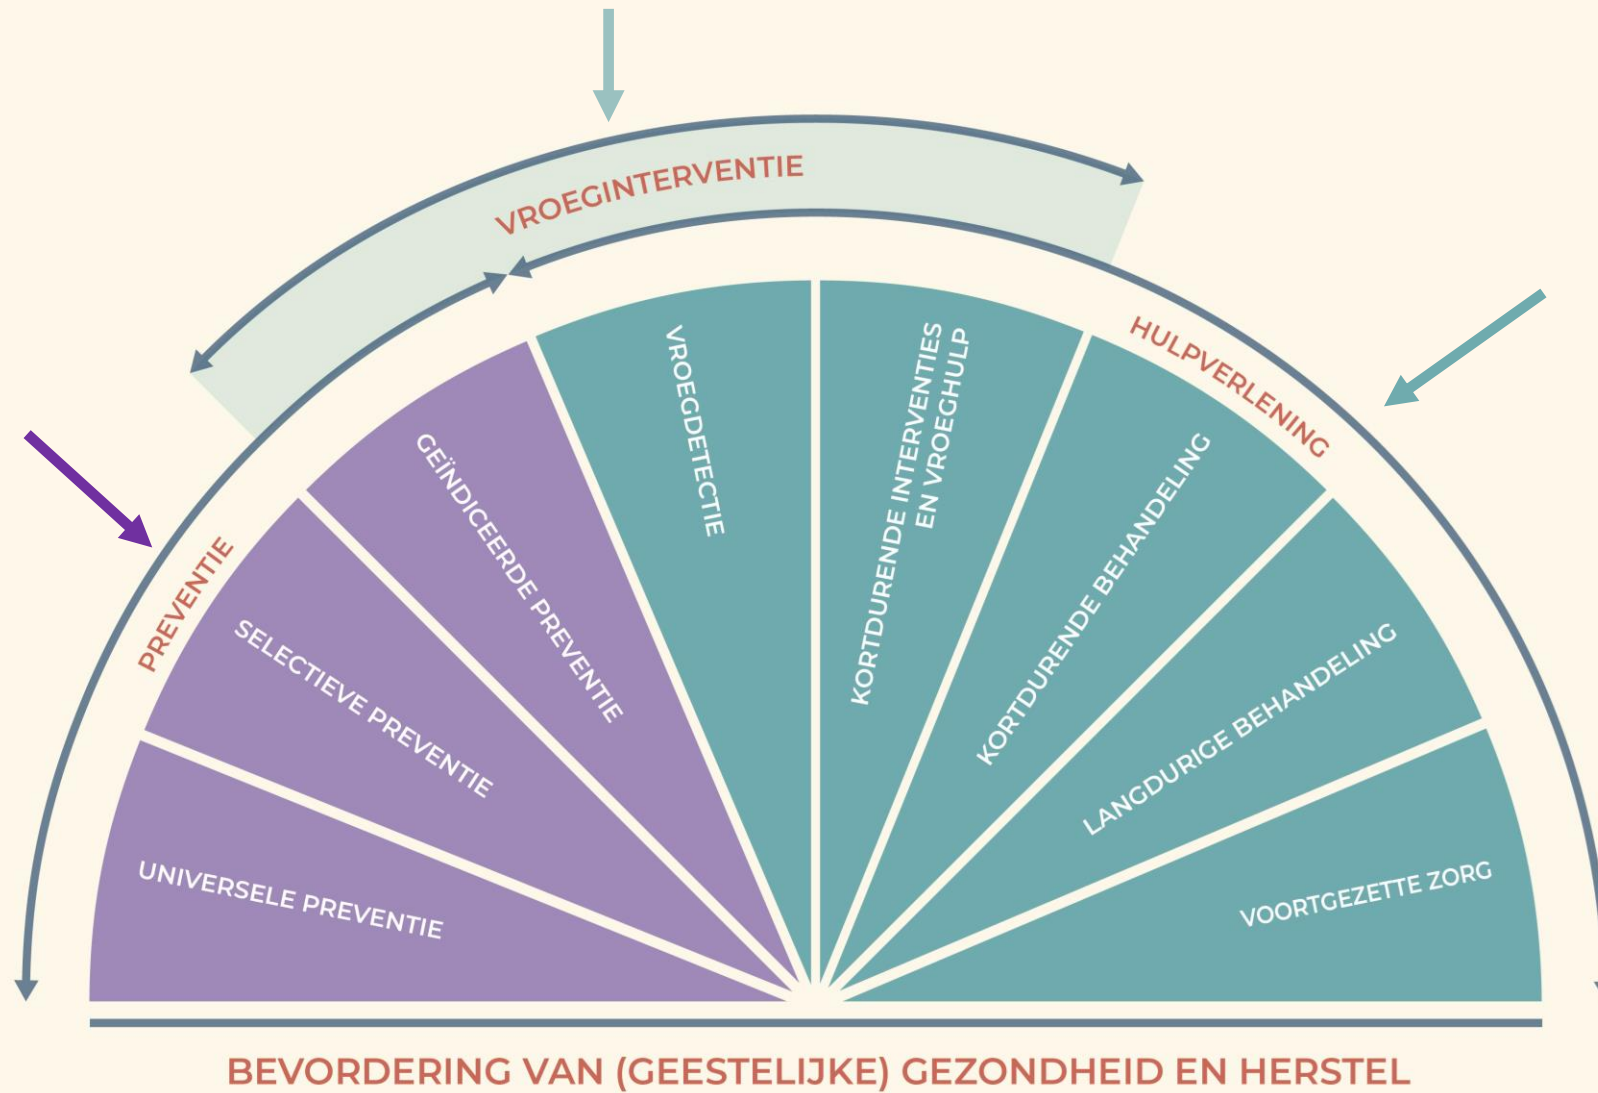 VROEGINTERVENTIE
PREVENTIE
HULPVERLENING
UNIVERSELE PREVENTIE
SELECTIEVE PREVENTIE
GEÏNDICEERDE PREVENTIE
VROEGDETECTIE
KORTDURENDE INTERVENTIES
EN VROEGHULP
KORTDURENDE BEHANDELING
LANGDURIGE BEHANDELING
VOORTGEZETTE ZORG
BEVORDERING VAN (GEESTELIJKE) GEZONDHEID EN HERSTEL